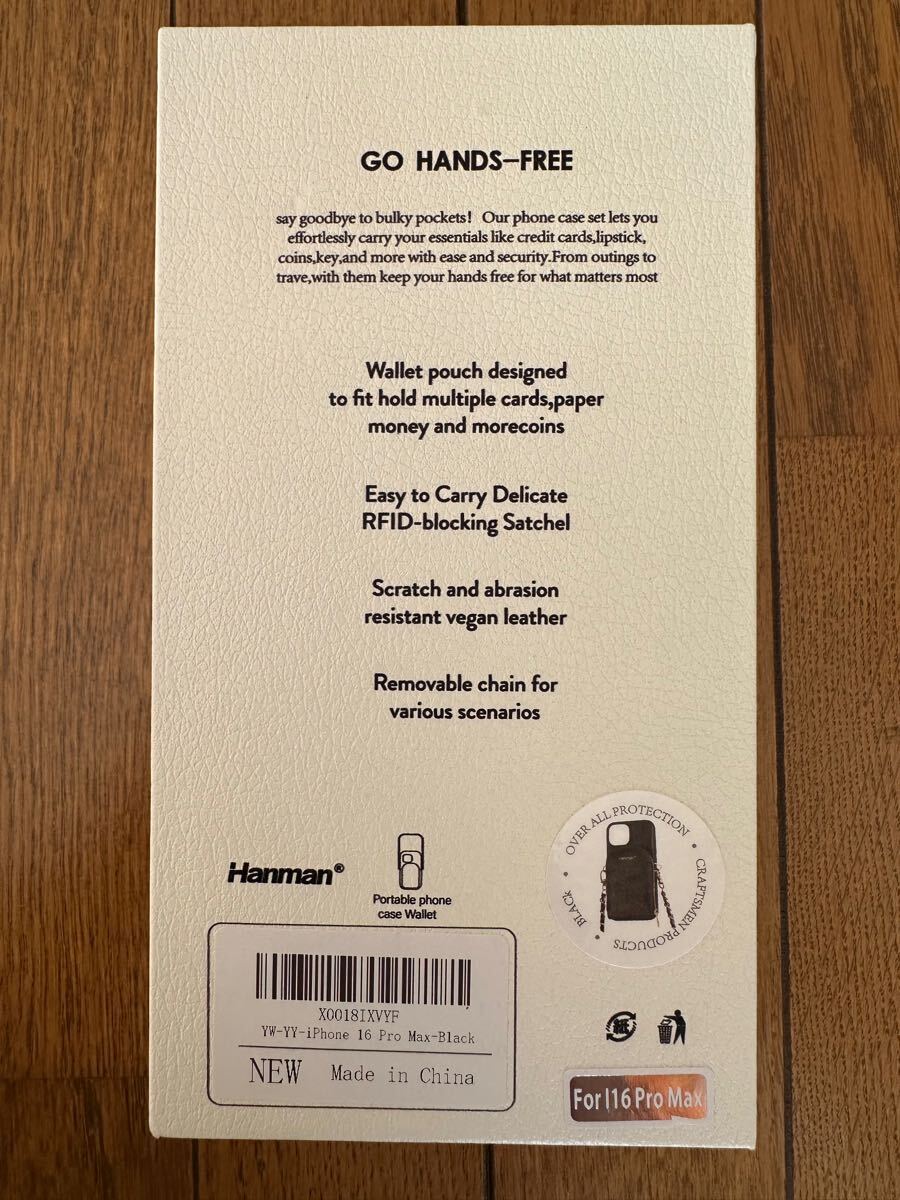 GO HANDS-FREE
say goodbye to bulky pockets! Our phone case set lets you
effortlessly carry your essentials like credit cards,lipstick,
coins,key,and more with ease and security.From outings to
trave,with them keep your hands free for what matters most
Wallet pouch designed
to fit hold multiple cards,paper
money and morecoins
Easy to Carry Delicate
RFID-blocking Satchel
Scratch and abrasion
resistant vegan leather
Removable chain for
various scenarios
OVER ALL PROTECTION • CRAFTSMEN PRODUCTS • BLACK •
Hanman®
Portable phone
case Wallet
X0018IXVYF
YW-YY-iPhone 16 Pro Max-Black
NEW Made in China
紙
For I16 Pro Max